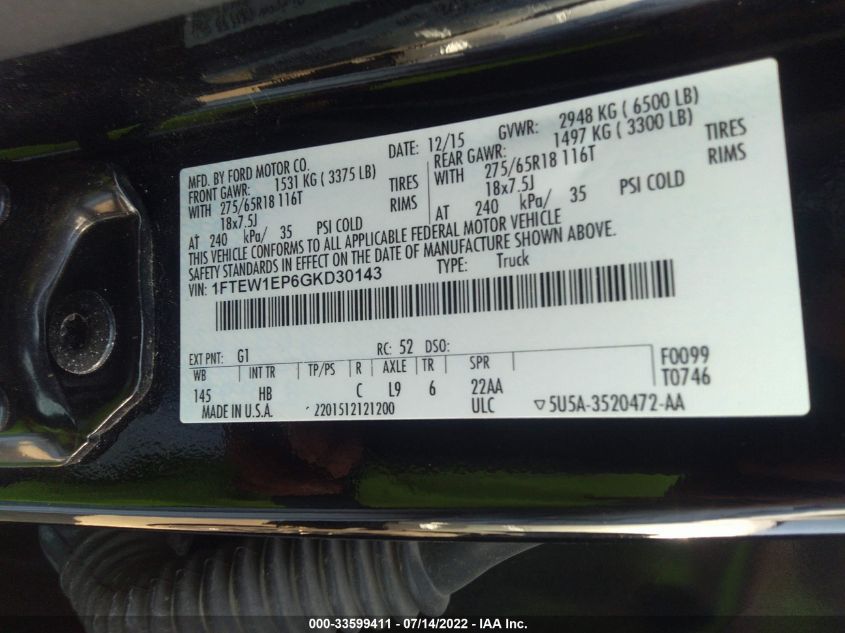 MFD. BY FORD MOTOR CO.
DATE: 12/15 GVWR: 2948 KG ( 6500 LB)
FRONT GAWR: 1531 KG ( 3375 LB) REAR GAWR: 1497 KG ( 3300 LB)
WITH 275/65R18 116T TIRES WITH 275/65R18 116T TIRES
18x7.5J RIMS 18x7.5J RIMS
AT 240 kPa/ 35 PSI COLD AT 240 kPa/ 35 PSI COLD
THIS VEHICLE CONFORMS TO ALL APPLICABLE FEDERAL MOTOR VEHICLE
SAFETY STANDARDS IN EFFECT ON THE DATE OF MANUFACTURE SHOWN ABOVE.
VIN: 1FTEW1EP6GKD30143 TYPE: Truck
EXT PNT: G1 RC: 52 DSO: F0099
WB INT TR TP/PS R AXLE TR SPR T0746
145 HB C L9 6 22AA
MADE IN U.S.A. 2201512121200 ULC ▽5U5A-3520472-AA
000-33599411 - 07/14/2022 - IAA Inc.